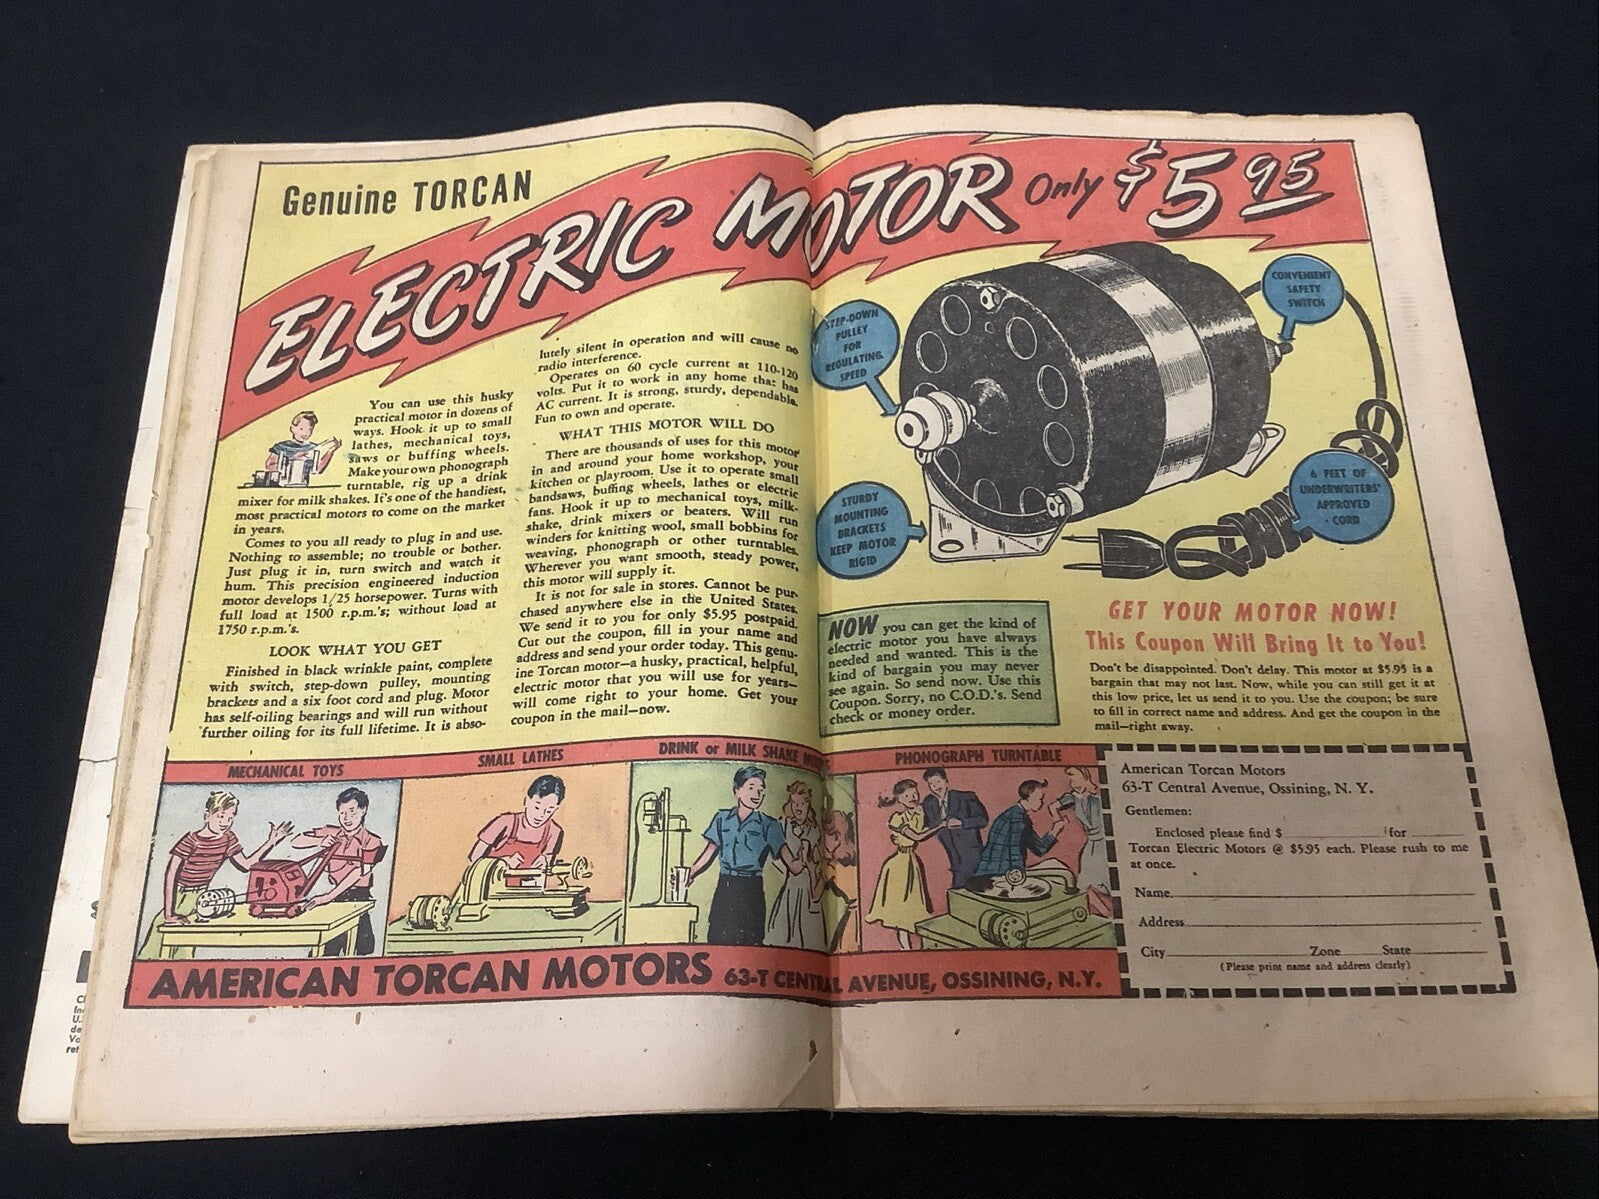 Genuine TORCAN
ELECTRIC MOTOR Only $5.95
You can use this husky
practical motor in dozens of
ways. Hook it up to small
lathes, mechanical toys,
saws or buffing wheels.
Make your own phonograph
turntable, rig up a drink
mixer for milk shakes. It's one of the handiest,
most practical motors to come on the market
in years.
Comes to you all ready to plug in and use.
Nothing to assemble; no trouble or bother.
Just plug it in, turn switch and watch it
hum. This precision engineered induction
motor develops 1/25 horsepower. Turns with
full load at 1500 r.p.m.'s; without load at
1750 r.p.m.'s.
LOOK WHAT YOU GET
Finished in black wrinkle paint, complete
with switch, step-down pulley, mounting
brackets and a six foot cord and plug. Motor
has self-oiling bearings and will run without
further oiling for its full lifetime. It is abso-
lutely silent in operation and will cause no
radio interference.
Operates on 60 cycle current at 110-120
volts. Put it to work in any home that has
AC current. It is strong, sturdy, dependable.
Fun to own and operate.
WHAT THIS MOTOR WILL DO
There are thousands of uses for this motor
in and around your home workshop, your
kitchen or playroom. Use it to operate small
bandsaws, buffing wheels, lathes or electric
fans. Hook it up to mechanical toys, milk-
shake, drink mixers or beaters. Will run
winders for knitting wool, small bobbins for
weaving, phonograph or other turntables.
Wherever you want smooth, steady power,
this motor will supply it.
It is not for sale in stores. Cannot be pur-
chased anywhere else in the United States.
We send it to you for only $5.95 postpaid.
Cut out the coupon, fill in your name and
address and send your order today. This genu-
ine Torcan motor—a husky, practical, helpful,
electric motor that you will use for years—
will come right to your home. Get your
coupon in the mail—now.
STEP-DOWN
PULLEY
FOR
REGULATING
SPEED
CONVENIENT
SAFETY
SWITCH
STURDY
MOUNTING
BRACKETS
KEEP MOTOR
RIGID
6 FEET OF
UNDERWRITERS'
APPROVED
CORD
NOW you can get the kind of
electric motor you have always
needed and wanted. This is the
kind of bargain you may never
see again. So send now. Use this
Coupon. Sorry, no C.O.D.'s. Send
check or money order.
GET YOUR MOTOR NOW!
This Coupon Will Bring It to You!
Don't be disappointed. Don't delay. This motor at $5.95 is a
bargain that may not last. Now, while you can still get it at
this low price, let us send it to you. Use the coupon; be sure
to fill in correct name and address. And get the coupon in the
mail—right away.
MECHANICAL TOYS
SMALL LATHES
DRINK or MILK SHAKE
PHONOGRAPH TURNTABLE
American Torcan Motors
63-T Central Avenue, Ossining, N. Y.
Gentlemen:
Enclosed please find $ for
Torcan Electric Motors @ $5.95 each. Please rush to me
at once.
Name
Address
City Zone State
(Please print name and address clearly)
AMERICAN TORCAN MOTORS 63-T CENTRAL AVENUE, OSSINING, N.Y.